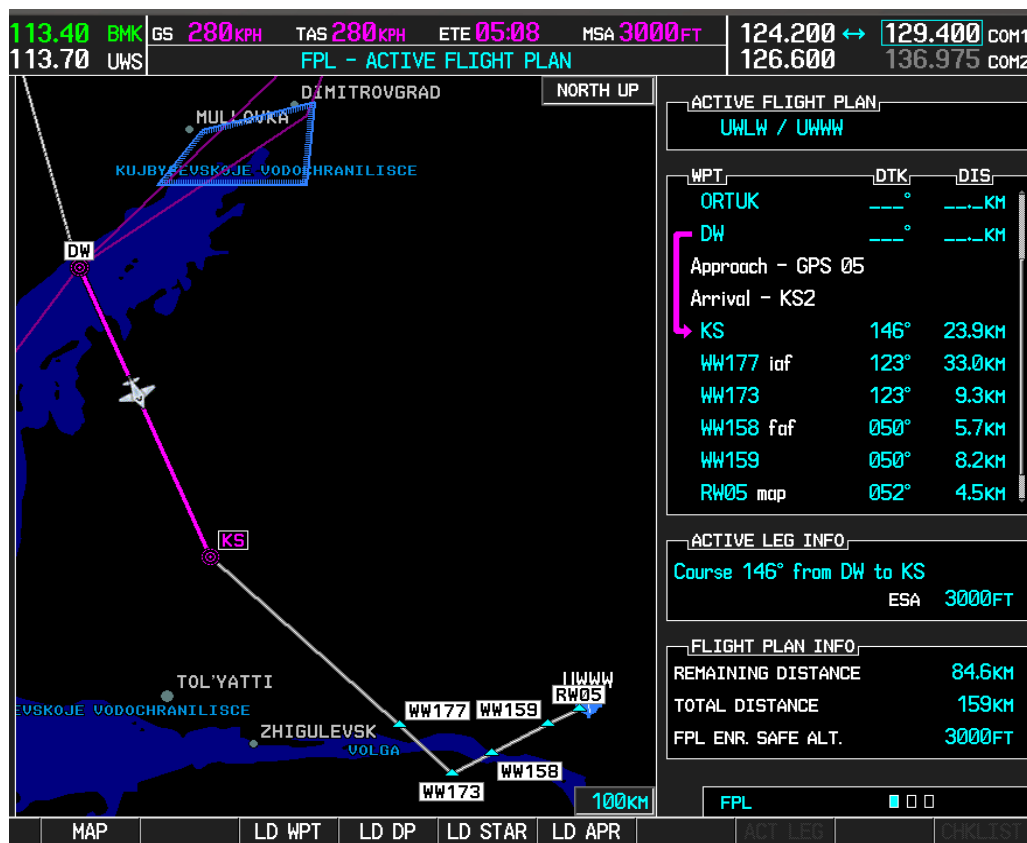 113.40 BMK GS 280KPH TAS 280KPH ETE 05:08 MSA 3000FT 124.200 ↔ 129.400 COM1
113.70 UWS FPL – ACTIVE FLIGHT PLAN 126.600 136.975 COM2
NORTH UP
DIMITROVGRAD
MULLOVKA
KUJBYSEVSKOJE VODOCHRANILISCE
DW
KS
TOL'YATTI
EVSKOJE VODOCHRANILISCE
ZHIGULEVSK
VOLGA
UWWW
RW05
WW177 WW159
WW158
WW173
100KM
ACTIVE FLIGHT PLAN
UWLW / UWWW
WPT DTK DIS
ORTUK ___° __._KM
DW ___° __._KM
Approach – GPS 05
Arrival – KS2
KS 146° 23.9KM
WW177 iaf 123° 33.0KM
WW173 123° 9.3KM
WW158 faf 050° 5.7KM
WW159 050° 8.2KM
RW05 map 052° 4.5KM
ACTIVE LEG INFO
Course 146° from DW to KS
ESA 3000FT
FLIGHT PLAN INFO
REMAINING DISTANCE 84.6KM
TOTAL DISTANCE 159KM
FPL ENR. SAFE ALT. 3000FT
FPL
MAP LD WPT LD DP LD STAR LD APR ACT LEG CHKLIST